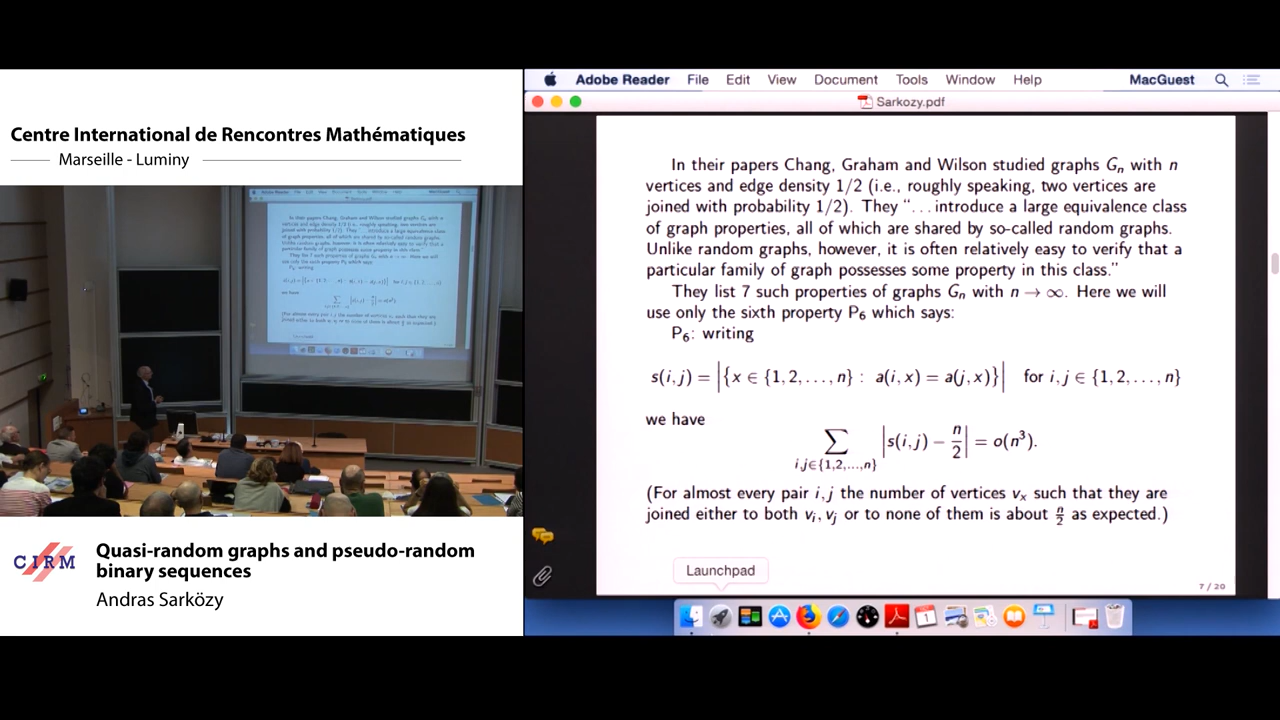 Centre International de Rencontres Mathématiques
Marseille - Luminy
Quasi-random graphs and pseudo-random
binary sequences
Andras Sarközy
CIRM
Adobe Reader File Edit View Document Tools Window Help MacGuest
Sarkozy.pdf
In their papers Chang, Graham and Wilson studied graphs Gₙ with n
vertices and edge density 1/2 (i.e., roughly speaking, two vertices are
joined with probability 1/2). They “…introduce a large equivalence class
of graph properties, all of which are shared by so-called random graphs.
Unlike random graphs, however, it is often relatively easy to verify that a
particular family of graph possesses some property in this class.”
They list 7 such properties of graphs Gₙ with n → ∞. Here we will
use only the sixth property P₆ which says:
P₆: writing
s(i, j) = |{x ∈ {1, 2, …, n} : a(i, x) = a(j, x)}| for i, j ∈ {1, 2, …, n}
we have
∑_{i,j∈{1,2,…,n}} |s(i, j) − n/2| = o(n³).
(For almost every pair i, j the number of vertices vₓ such that they are
joined either to both vᵢ, vⱼ or to none of them is about n/2 as expected.)
Launchpad
7 / 20